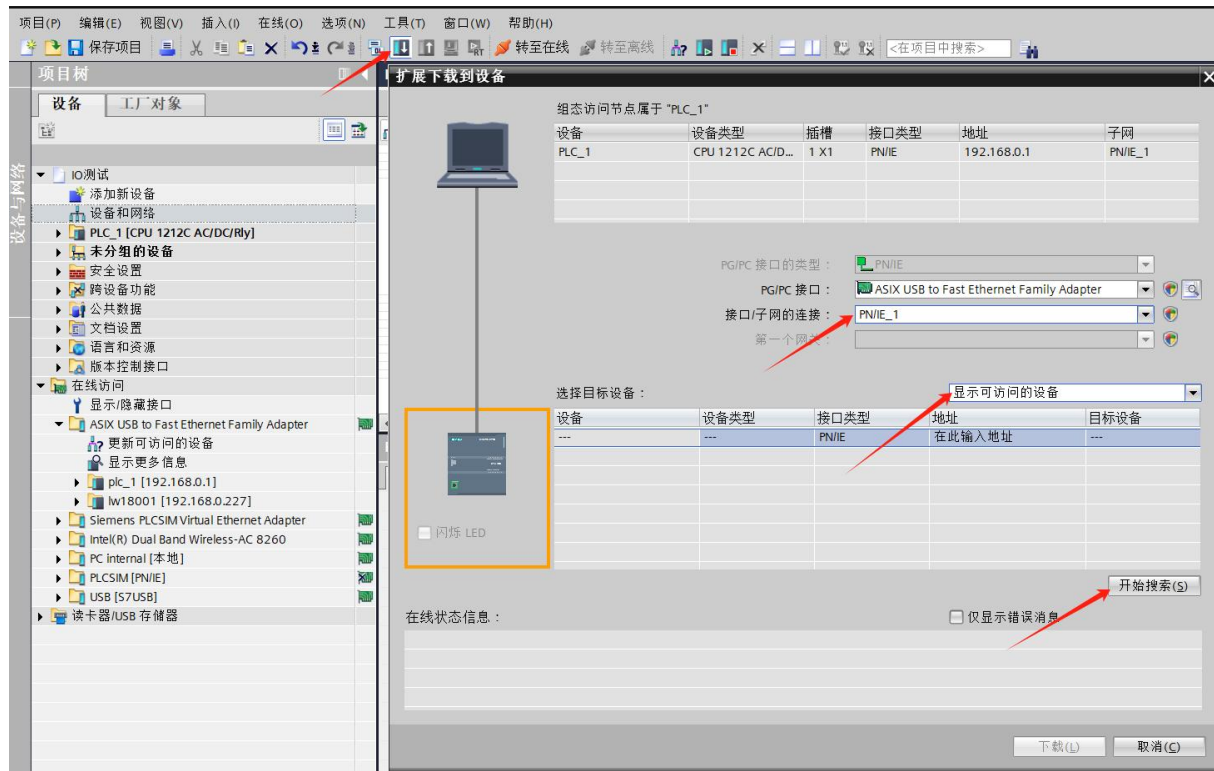 项目(P) 编辑(E) 视图(V) 插入(I) 在线(O) 选项(N) 工具(T) 窗口(W) 帮助(H)
保存项目 转至在线 转至离线 <在项目中搜索>
项目树
设备 工厂对象
设备与网络
IO测试
添加新设备
设备和网络
PLC_1 [CPU 1212C AC/DC/Rly]
未分组的设备
安全设置
跨设备功能
公共数据
文档设置
语言和资源
版本控制接口
在线访问
显示/隐藏接口
ASIX USB to Fast Ethernet Family Adapter
更新可访问的设备
显示更多信息
plc_1 [192.168.0.1]
lw18001 [192.168.0.227]
Siemens PLCSIM Virtual Ethernet Adapter
Intel(R) Dual Band Wireless-AC 8260
PC internal [本地]
PLCSIM [PN/IE]
USB [S7USB]
读卡器/USB 存储器
扩展下载到设备
组态访问节点属于 "PLC_1"
设备 设备类型 插槽 接口类型 地址 子网
PLC_1 CPU 1212C AC/D... 1 X1 PN/IE 192.168.0.1 PN/IE_1
PG/PC 接口的类型： PN/IE
PG/PC 接口： ASIX USB to Fast Ethernet Family Adapter
接口/子网的连接： PN/IE_1
第一个网关：
选择目标设备： 显示可访问的设备
设备 设备类型 接口类型 地址 目标设备
--- --- PN/IE 在此输入地址 ---
闪烁 LED
开始搜索(S)
在线状态信息： 仅显示错误消息
下载(L) 取消(C)